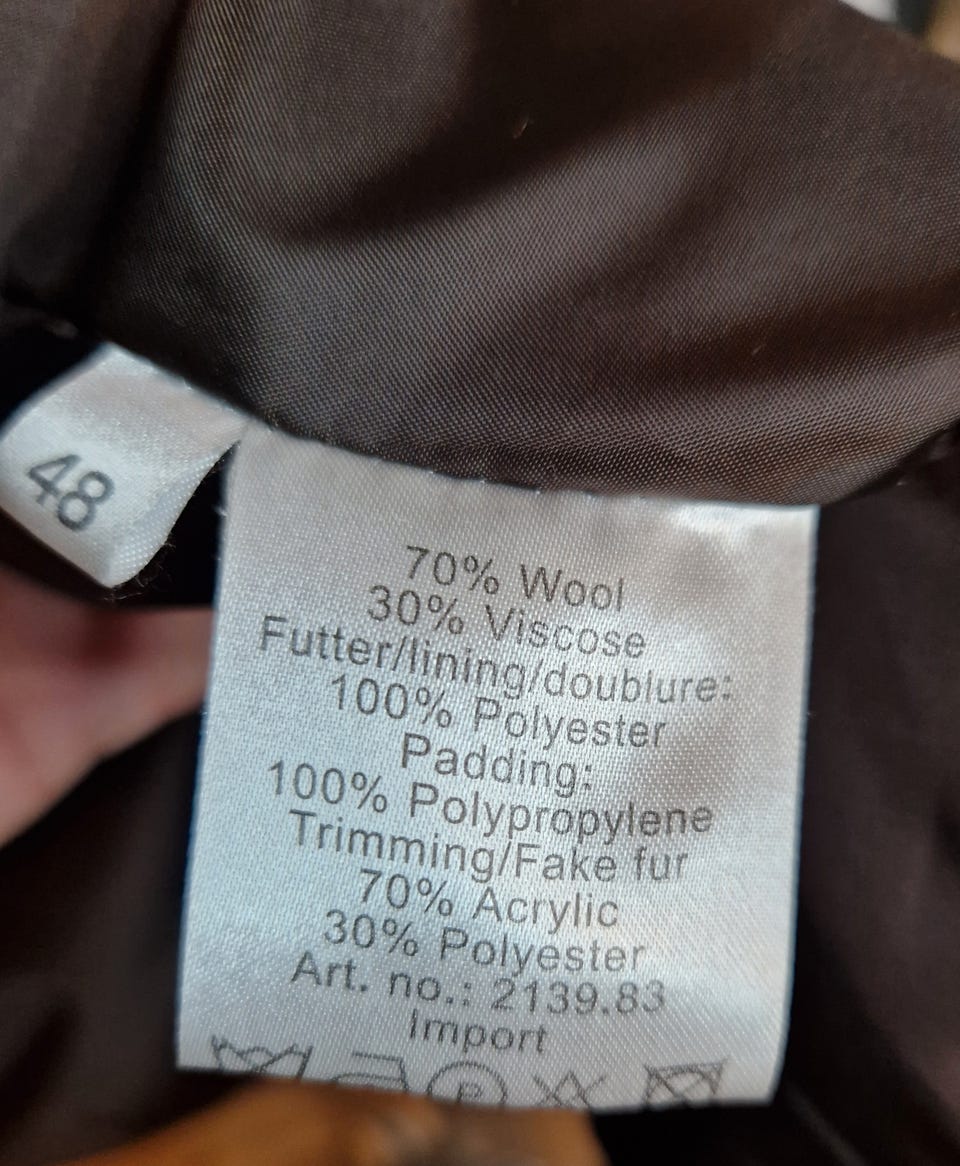 48
70% Wool
30% Viscose
Futter/lining/doublure:
100% Polyester
Padding:
100% Polypropylene
Trimming/Fake fur
70% Acrylic
30% Polyester
Art. no.: 2139.83
Import
P